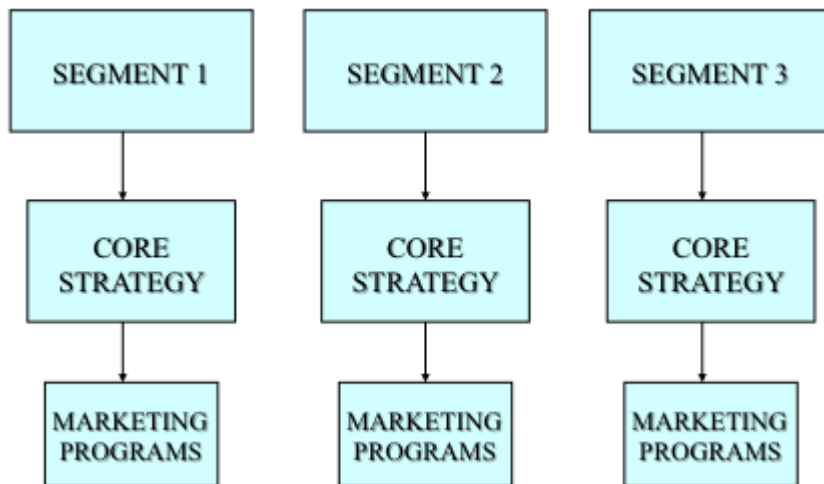 SEGMENT 1
SEGMENT 2
SEGMENT 3
CORE
STRATEGY
CORE
STRATEGY
CORE
STRATEGY
MARKETING
PROGRAMS
MARKETING
PROGRAMS
MARKETING
PROGRAMS